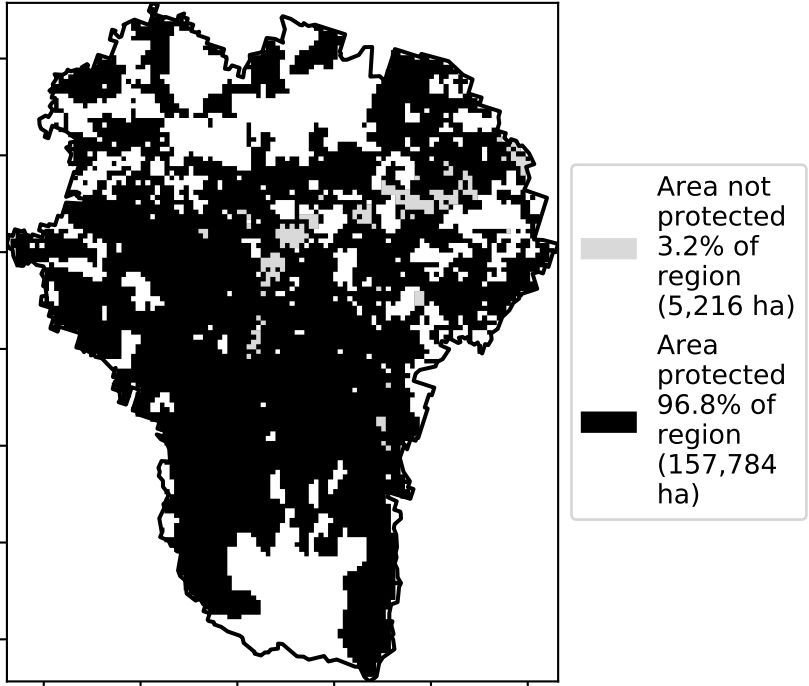 Area not
protected
3.2% of
region
(5,216 ha)
Area
protected
96.8% of
region
(157,784
ha)